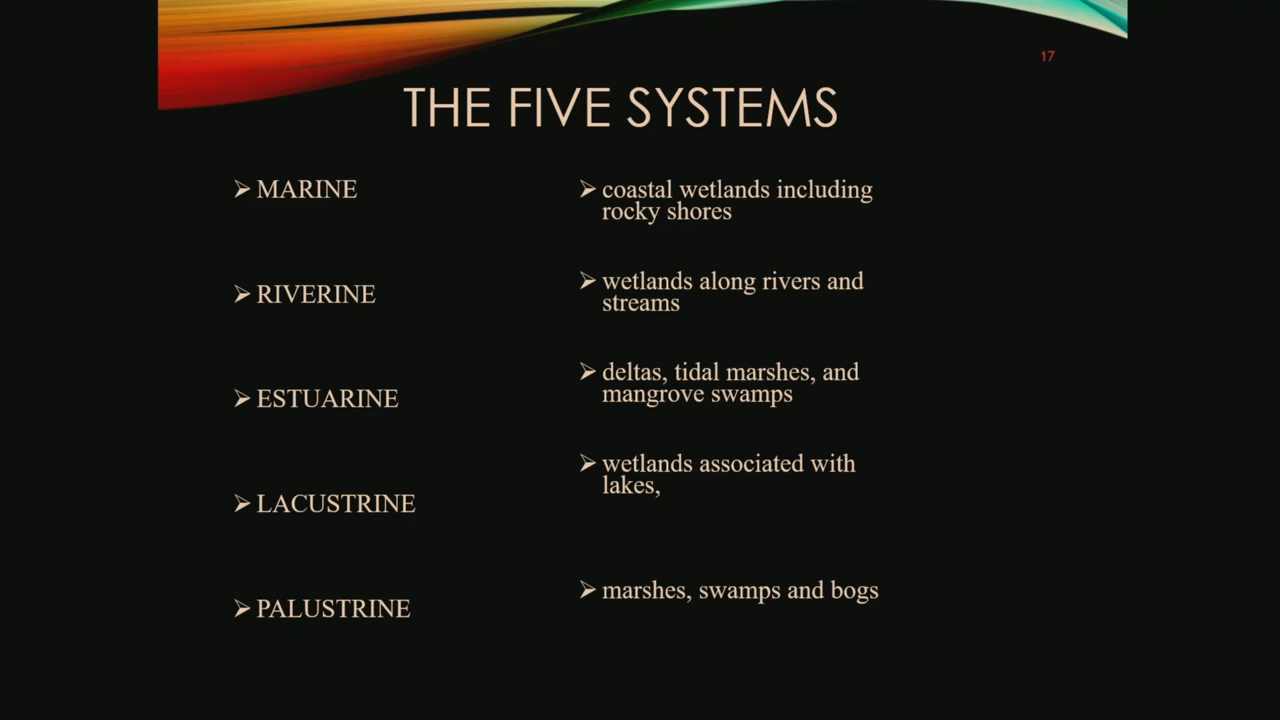 17
THE FIVE SYSTEMS
➢ MARINE
➢ RIVERINE
➢ ESTUARINE
➢ LACUSTRINE
➢ PALUSTRINE
➢ coastal wetlands including
rocky shores
➢ wetlands along rivers and
streams
➢ deltas, tidal marshes, and
mangrove swamps
➢ wetlands associated with
lakes,
➢ marshes, swamps and bogs